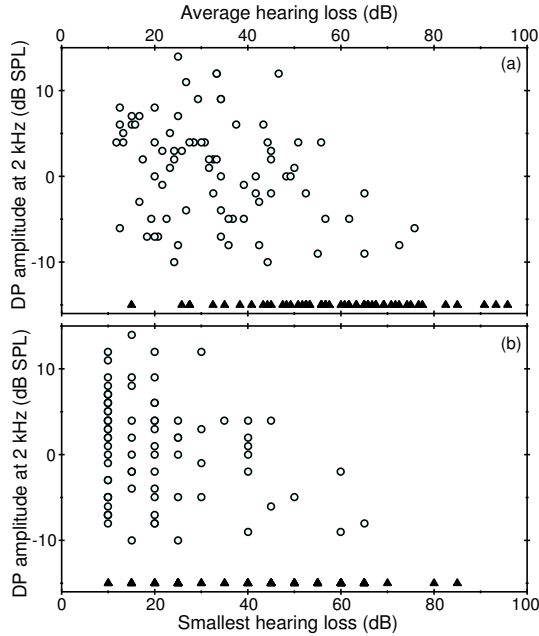 Average hearing loss (dB)
0 20 40 60 80 100
(a)
10
0
-10
DP amplitude at 2 kHz (dB SPL)
(b)
10
0
-10
DP amplitude at 2 kHz (dB SPL)
0 20 40 60 80 100
Smallest hearing loss (dB)